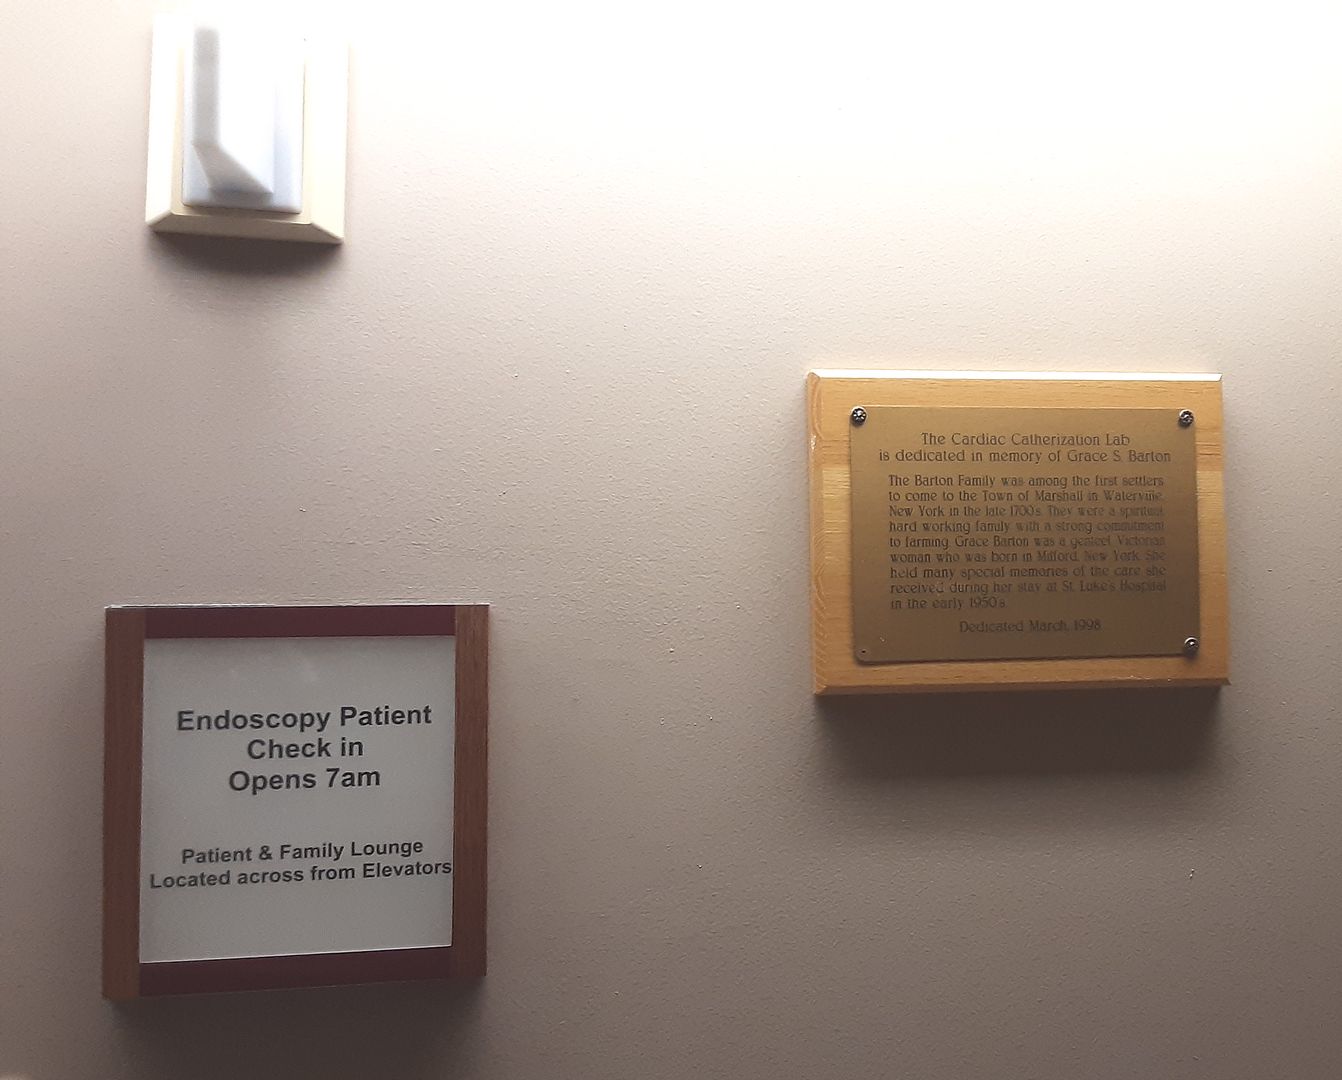 The Cardiac Catherization Lab
is dedicated in memory of Grace S. Barton
The Barton Family was among the first settlers
to come to the Town of Marshall in Waterville,
New York in the late 1700's. They were a spiritual,
hard working family with a strong commitment
to farming. Grace Barton was a genteel Victorian
woman who was born in Milford, New York. She
held many special memories of the care she
received during her stay at St. Luke's Hospital
in the early 1950's.
Dedicated March, 1998
Endoscopy Patient
Check in
Opens 7am
Patient & Family Lounge
Located across from Elevators